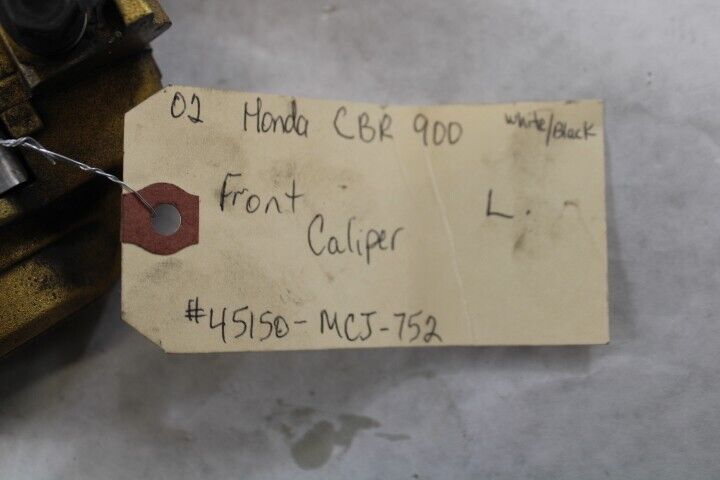 02 Honda CBR 900 White/Black
Front L.
Caliper
#45150-MCJ-752